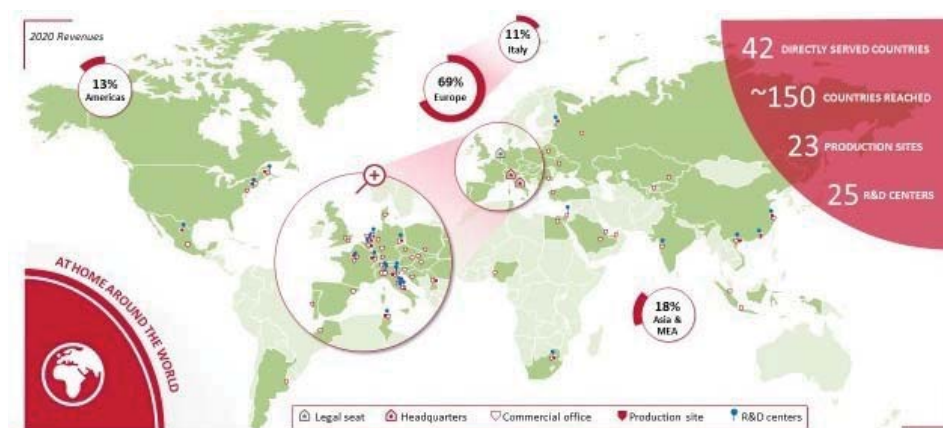 2020 Revenues
13%
Americas
11%
Italy
69%
Europe
42 DIRECTLY SERVED COUNTRIES
~150 COUNTRIES REACHED
23 PRODUCTION SITES
25 R&D CENTERS
AT HOME AROUND THE WORLD
18%
Asia &
MEA
Legal seat Headquarters Commercial office Production site R&D centers